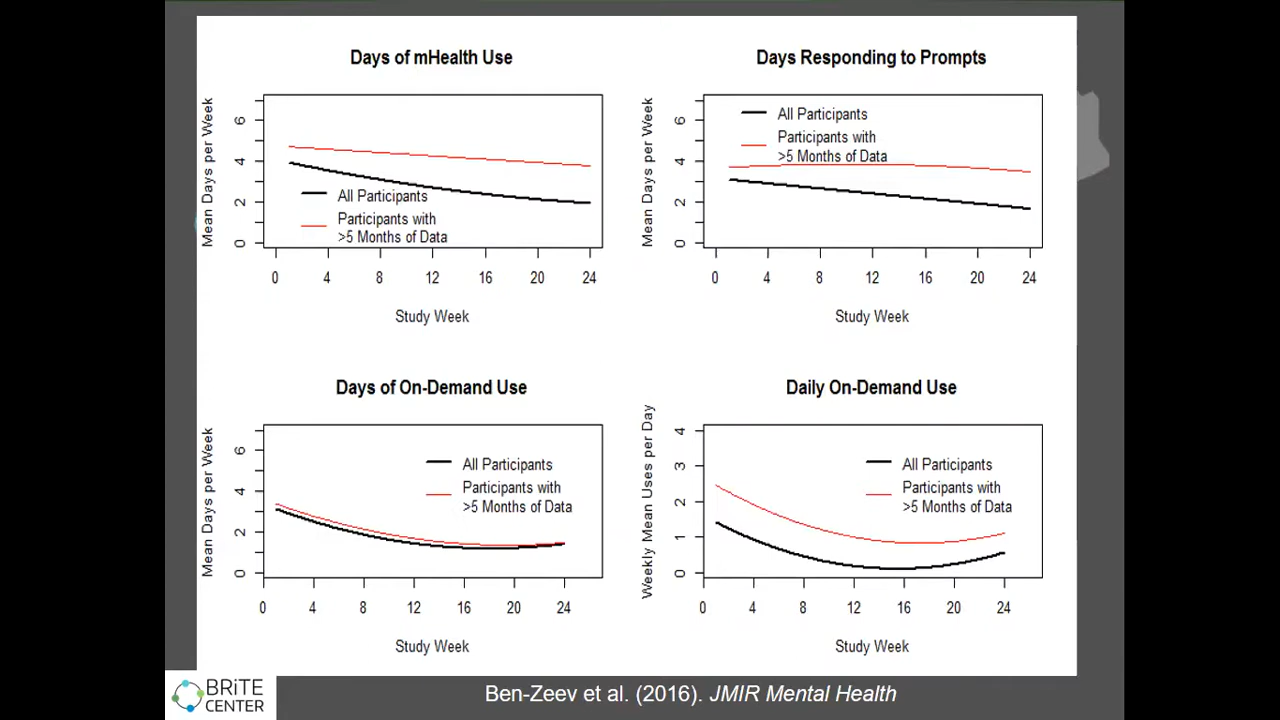 Days of mHealth Use
Mean Days per Week
6
4
2
0
All Participants
Participants with
>5 Months of Data
0 4 8 12 16 20 24
Study Week
Days Responding to Prompts
Mean Days per Week
6
4
2
0
All Participants
Participants with
>5 Months of Data
0 4 8 12 16 20 24
Study Week
Days of On-Demand Use
Mean Days per Week
6
4
2
0
All Participants
Participants with
>5 Months of Data
0 4 8 12 16 20 24
Study Week
Daily On-Demand Use
Weekly Mean Uses per Day
4
3
2
1
0
All Participants
Participants with
>5 Months of Data
0 4 8 12 16 20 24
Study Week
BRiTE
CENTER
Ben-Zeev et al. (2016). JMIR Mental Health